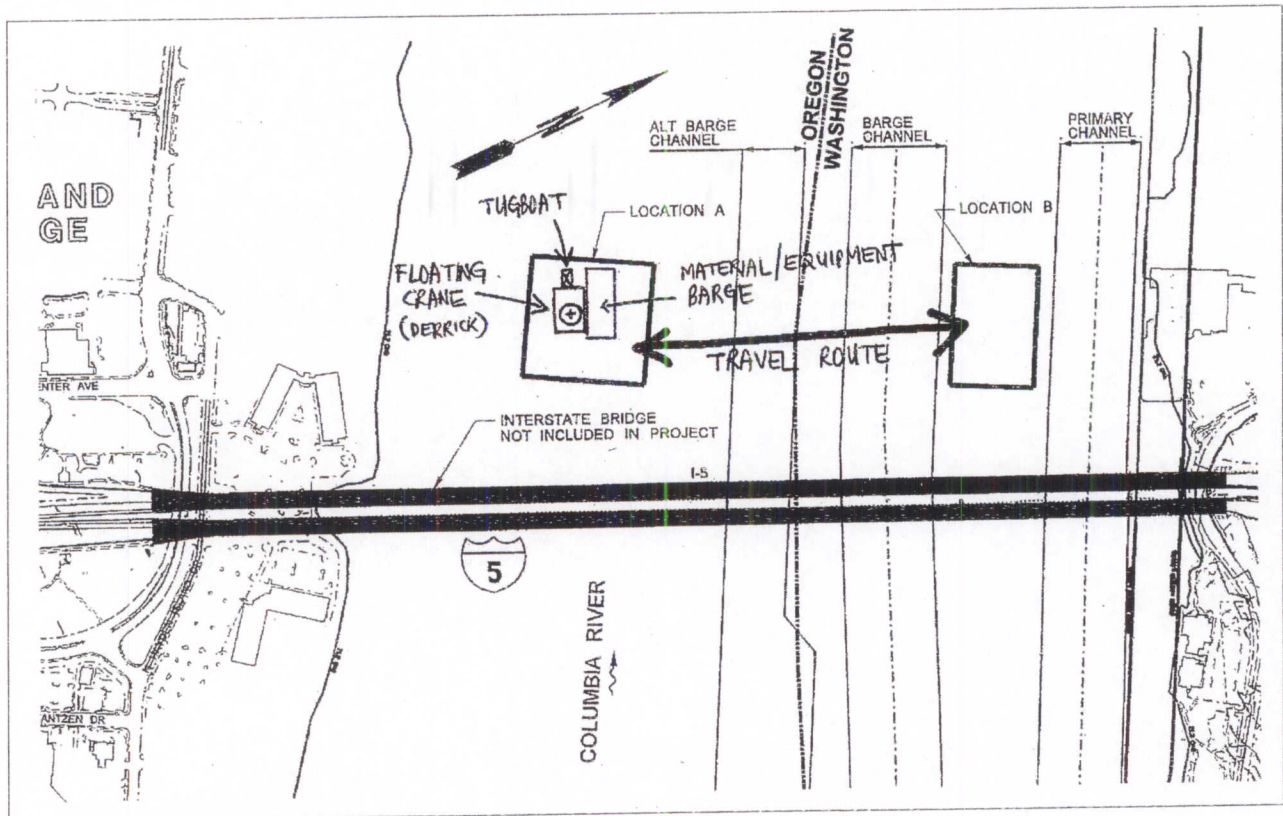 AND
GE
ENTER AVE
ANTZEN DR
TUGBOAT
LOCATION A
FLOATING
CRANE
(DERRICK)
MATERIAL/EQUIPMENT
BARGE
TRAVEL ROUTE
ALT BARGE
CHANNEL
OREGON
WASHINGTON
BARGE
CHANNEL
PRIMARY
CHANNEL
LOCATION B
INTERSTATE BRIDGE
NOT INCLUDED IN PROJECT
I-5
5
COLUMBIA RIVER